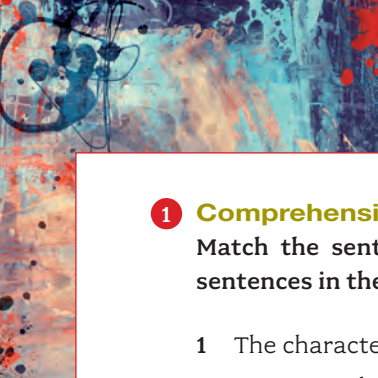 1 Comprehensi
Match the sent
sentences in the
1 The characte